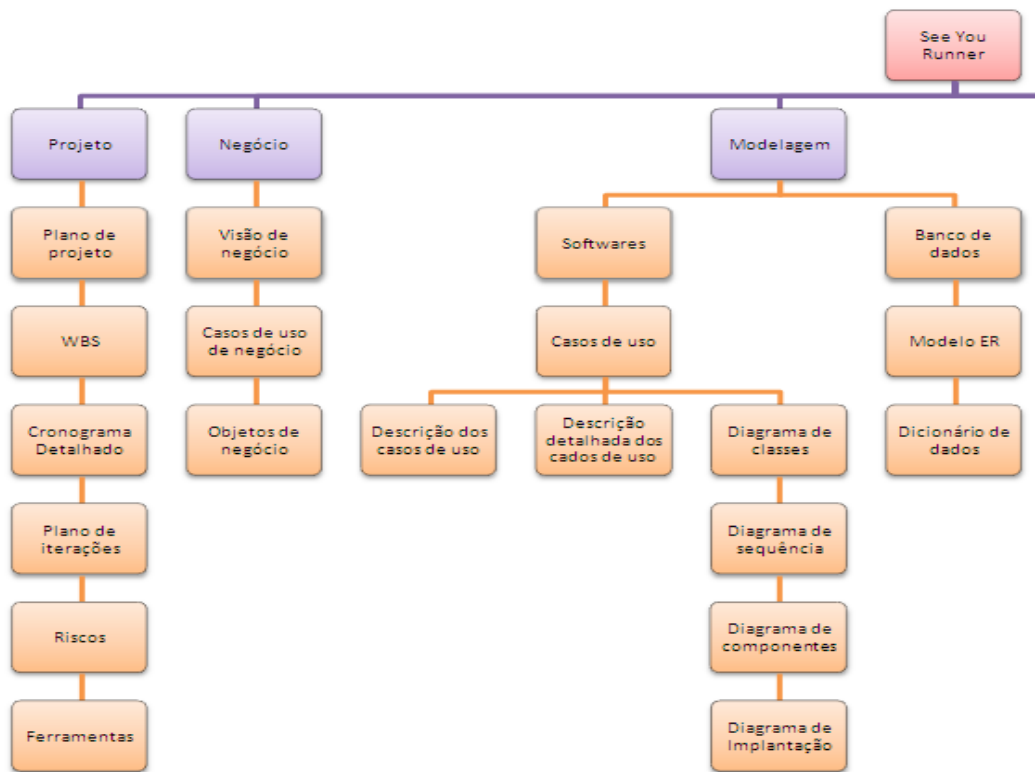 See You
Runner
Projeto
Negócio
Modelagem
Plano de
projeto
Visão de
negócio
Softwares
Banco de
dados
WBS
Casos de uso
de negócio
Casos de uso
Modelo ER
Cronograma
Detalhado
Objetos de
negócio
Descrição dos
casos de uso
Descrição
detalhada dos
cados de uso
Diagrama de
classes
Dicionário de
dados
Plano de
iterações
Diagrama de
sequência
Riscos
Diagrama de
componentes
Ferramentas
Diagrama de
Implantação